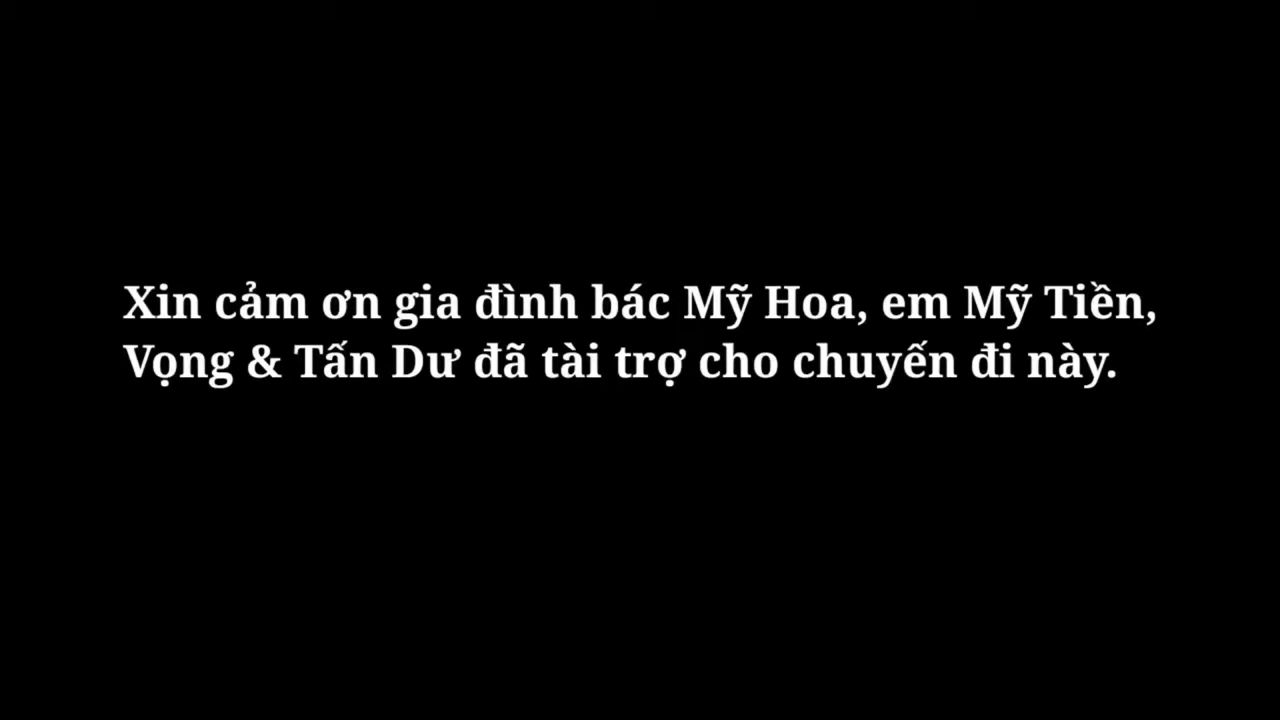 Xin cảm ơn gia đình bác Mỹ Hoa, em Mỹ Tiền,
Vọng & Tấn Dư đã tài trợ cho chuyến đi này.